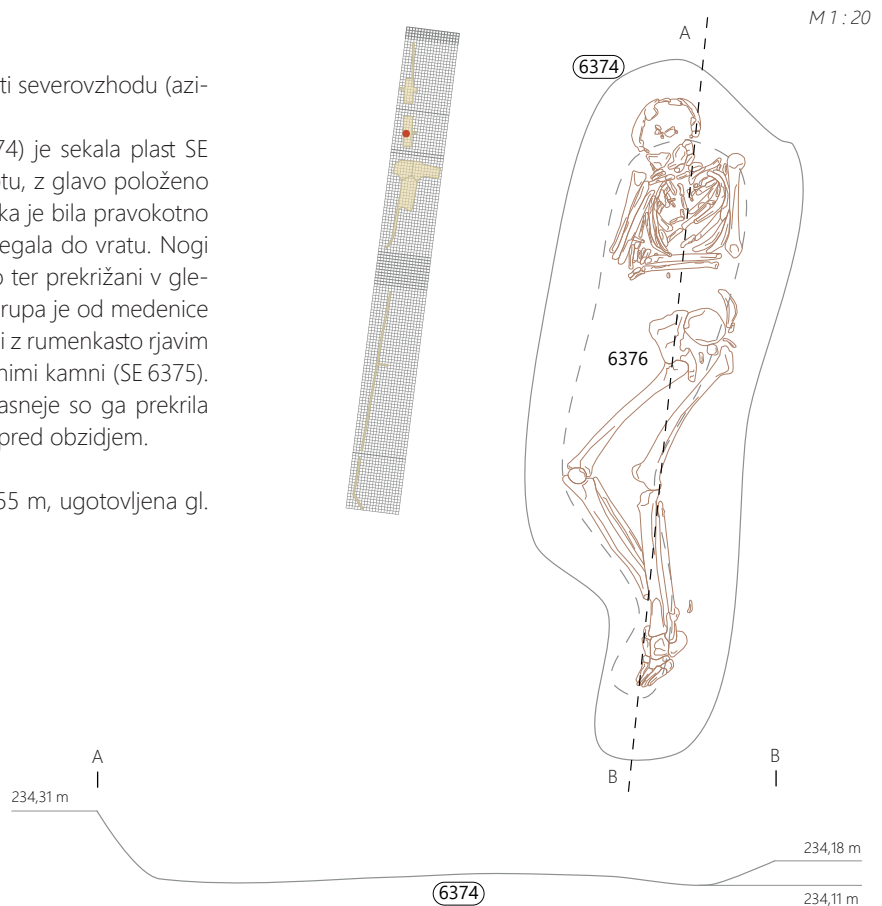 M 1 : 20
ti severovzhodu (azi-
74) je sekala plast SE
otu, z glavo položeno
ka je bila pravokotno
egala do vratu. Nogi
o ter prekrižani v gle-
rupa je od medenice
i z rumenkasto rjavim
nimi kamni (SE 6375).
asneje so ga prekrila
pred obzidjem.
55 m, ugotovljena gl.
A
6374
6376
B
A
B
234,31 m
234,18 m
6374
234,11 m